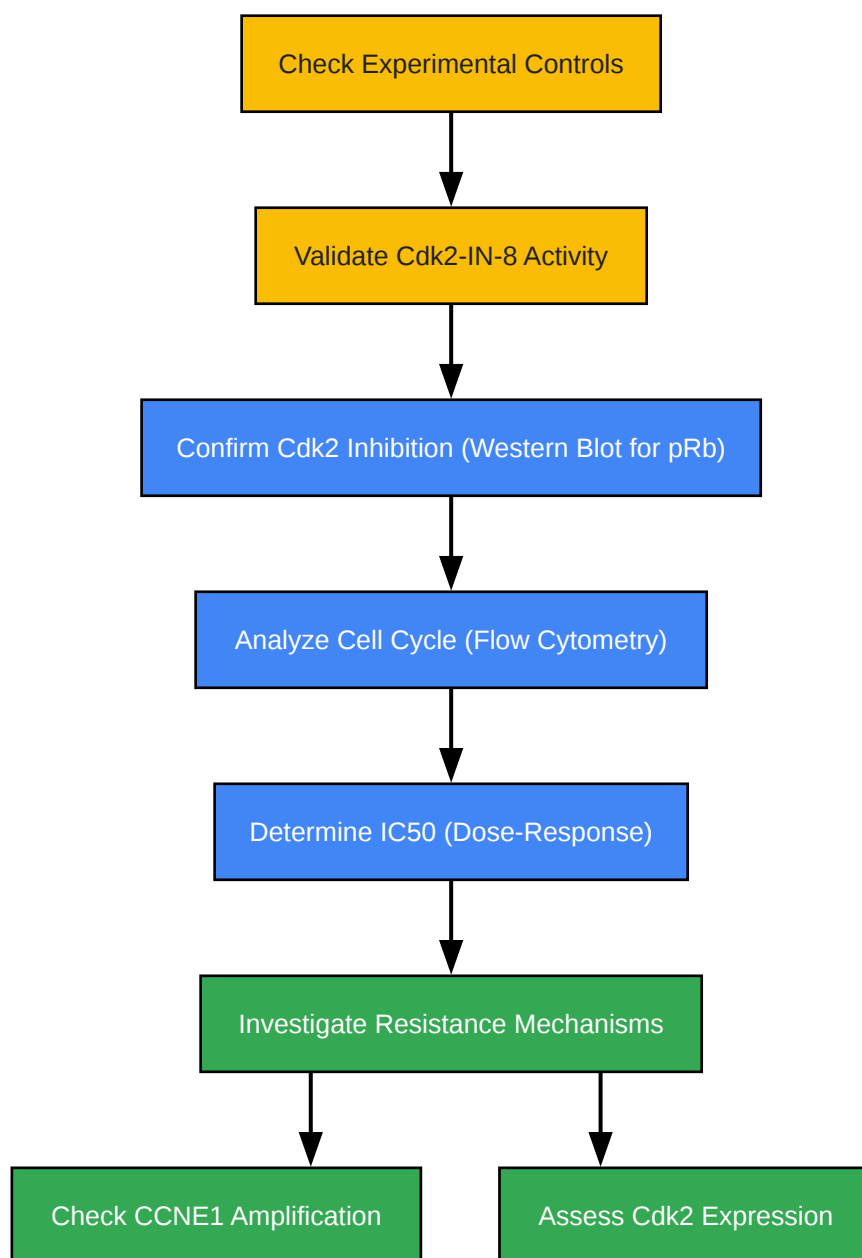 Check Experimental Controls
Validate Cdk2-IN-8 Activity
Confirm Cdk2 Inhibition (Western Blot for pRb)
Analyze Cell Cycle (Flow Cytometry)
Determine IC50 (Dose-Response)
Investigate Resistance Mechanisms
Check CCNE1 Amplification
Assess Cdk2 Expression